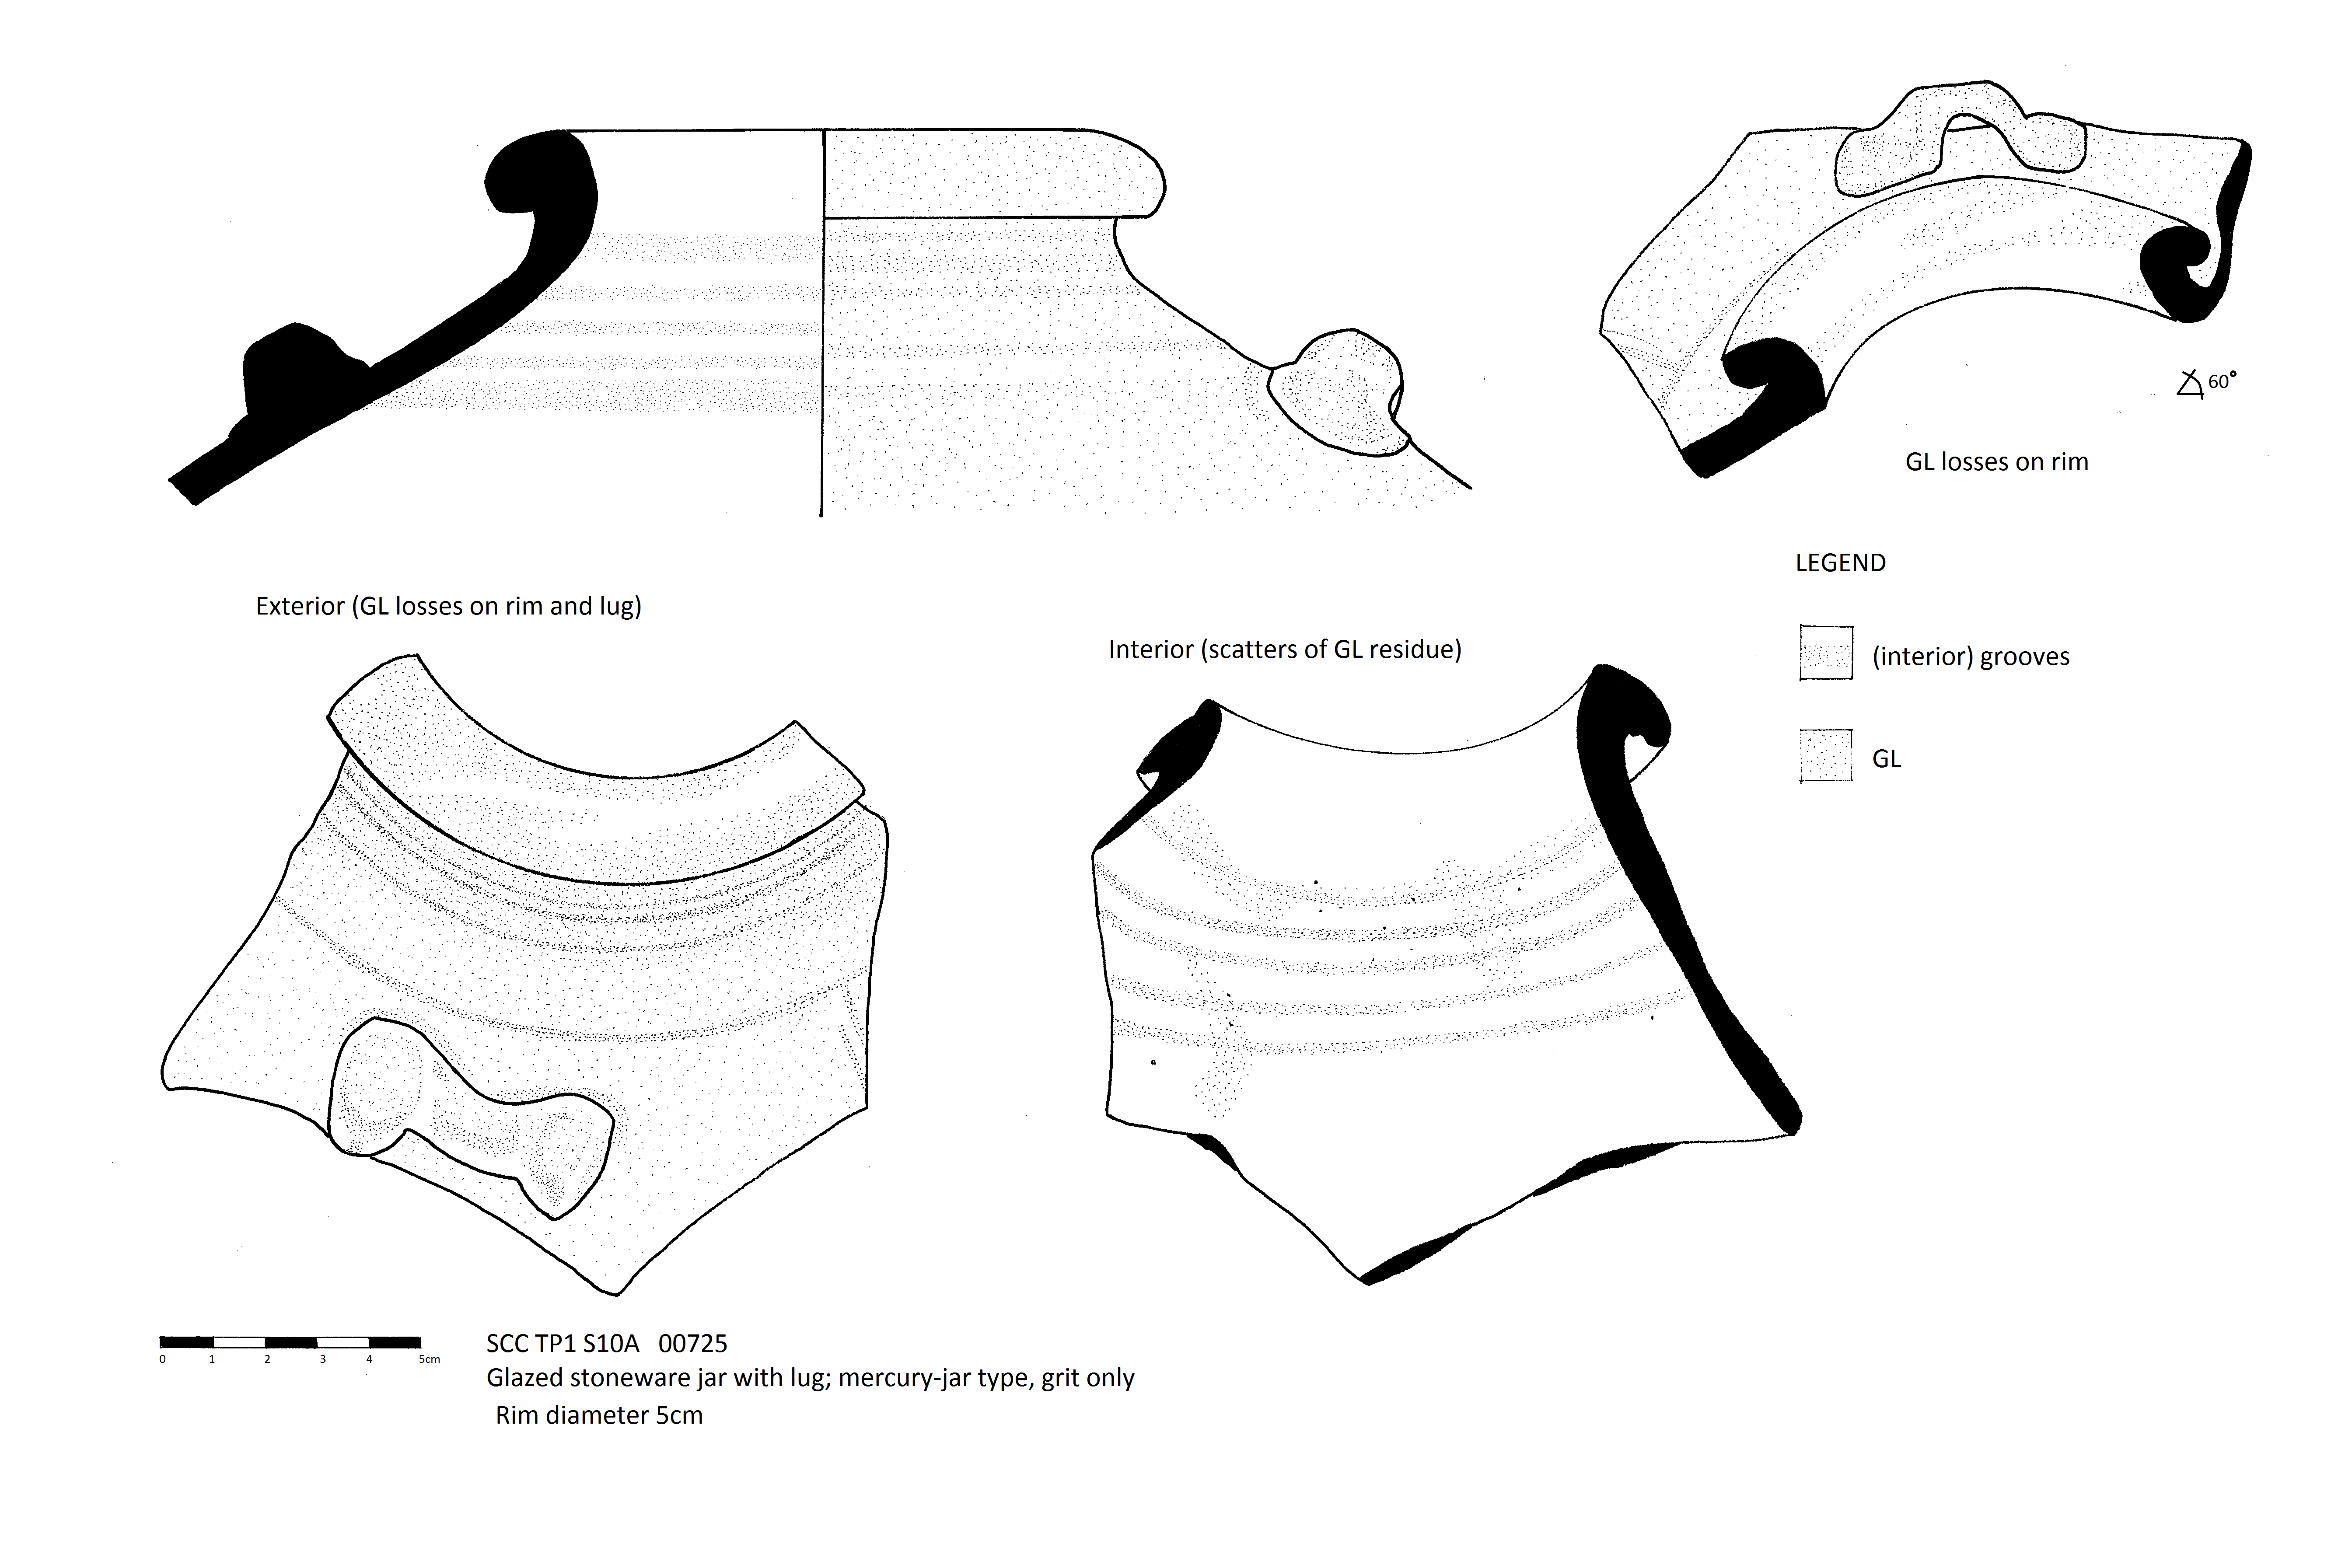 60°
GL losses on rim
LEGEND
Exterior (GL losses on rim and lug)
Interior (scatters of GL residue)
(interior) grooves
GL
0 1 2 3 4 5cm
SCC TP1 S10A 00725
Glazed stoneware jar with lug; mercury-jar type, grit only
Rim diameter 5cm